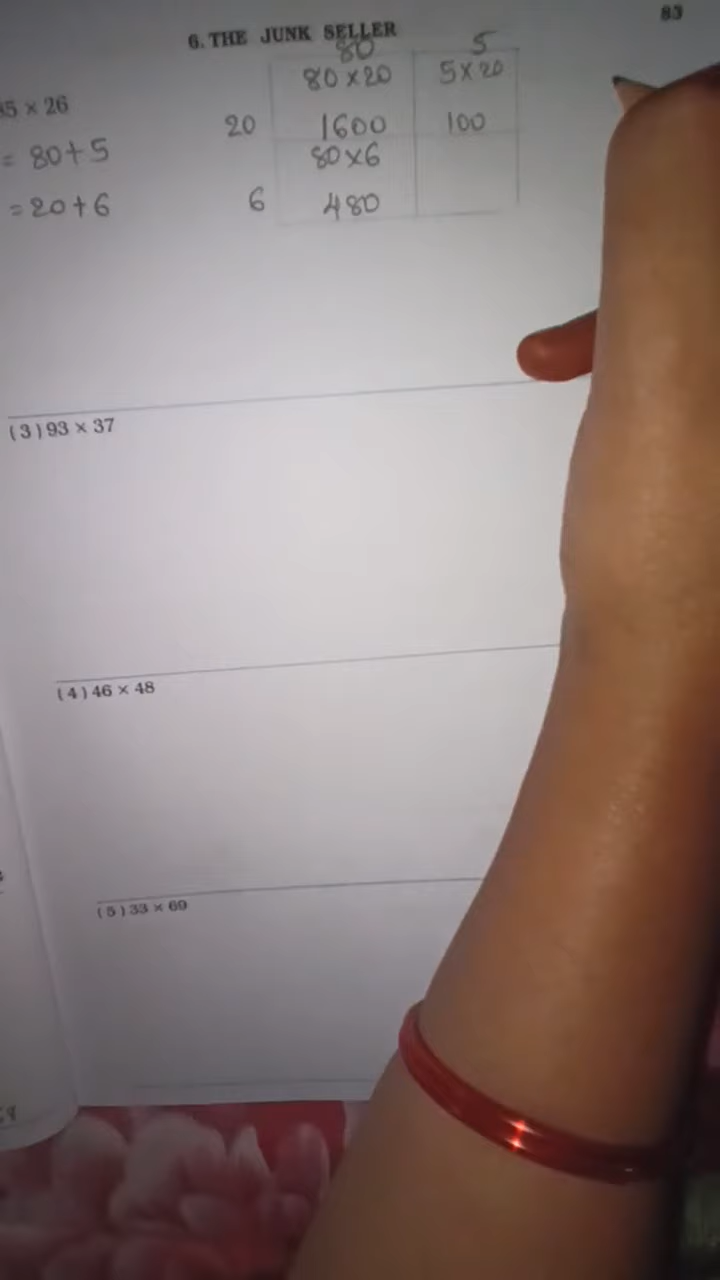 83
6. THE JUNK SELLER
80 5
80 × 20 5 × 20
85 × 26
20 1600 100
= 80 + 5
80 × 6
= 20 + 6
6 480
(3) 93 × 37
(4) 46 × 48
(5) 33 × 69